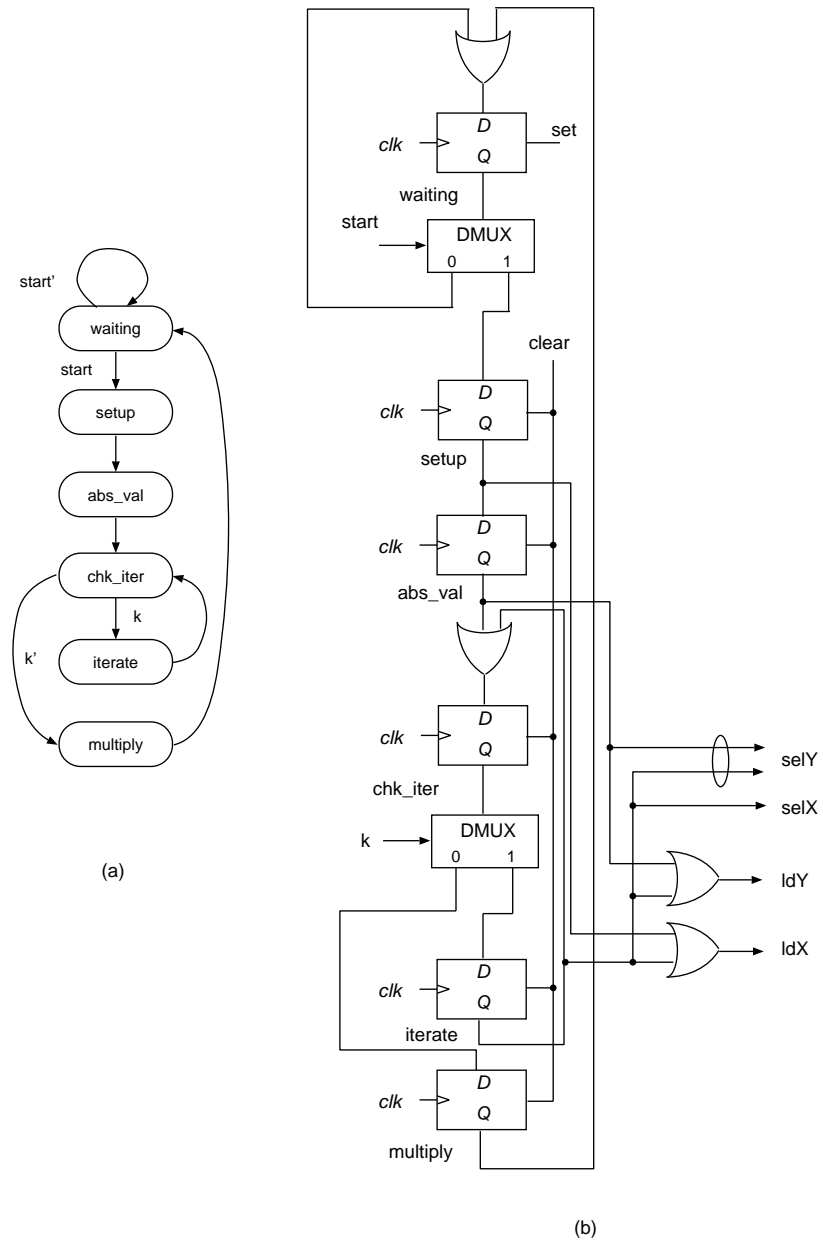 start'
waiting
start
setup
abs_val
chk_iter
k
k'
iterate
multiply
(a)
D
clk
set
Q
waiting
start
DMUX
0 1
clear
D
clk
Q
setup
D
clk
Q
abs_val
D
clk
Q
chk_iter
DMUX
k
0 1
D
clk
Q
iterate
D
clk
Q
multiply
selY
selX
ldY
ldX
(b)